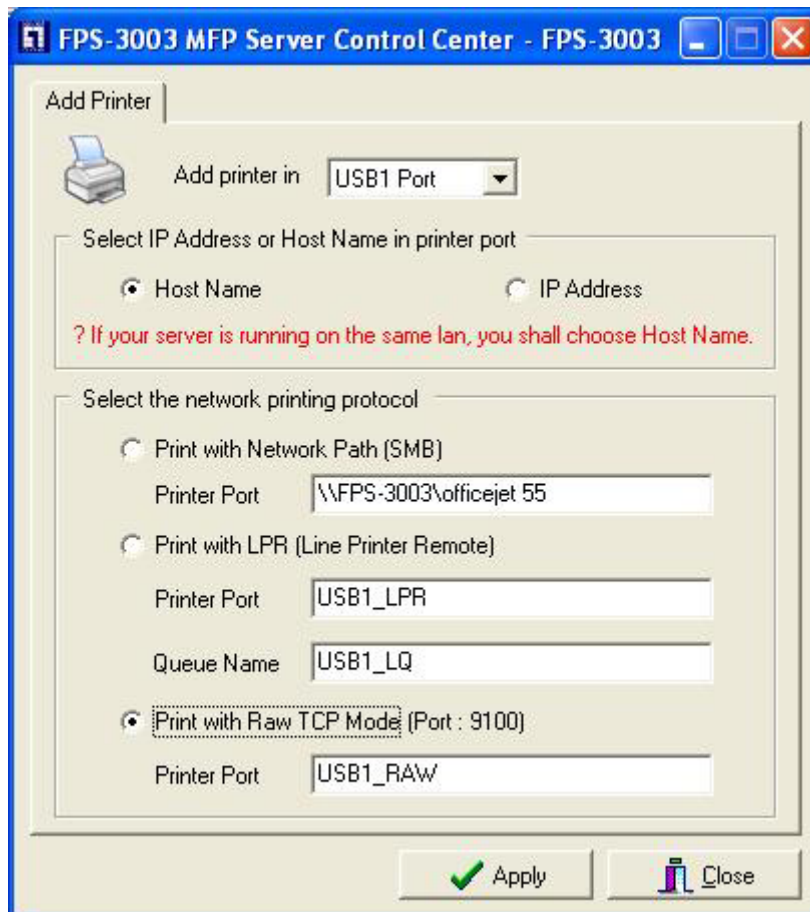 FPS-3003 MFP Server Control Center - FPS-3003
Add Printer
Add printer in USB1 Port
Select IP Address or Host Name in printer port
Host Name IP Address
? If your server is running on the same lan, you shall choose Host Name.
Select the network printing protocol
Print with Network Path (SMB)
Printer Port \\FPS-3003\officejet 55
Print with LPR (Line Printer Remote)
Printer Port USB1_LPR
Queue Name USB1_LQ
Print with Raw TCP Mode (Port : 9100)
Printer Port USB1_RAW
Apply Close